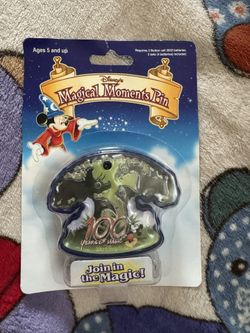 Disney's
Magical Moments Pin
Ages 5 and up
100
YEARS OF MAGIC
Join in
the Magic!